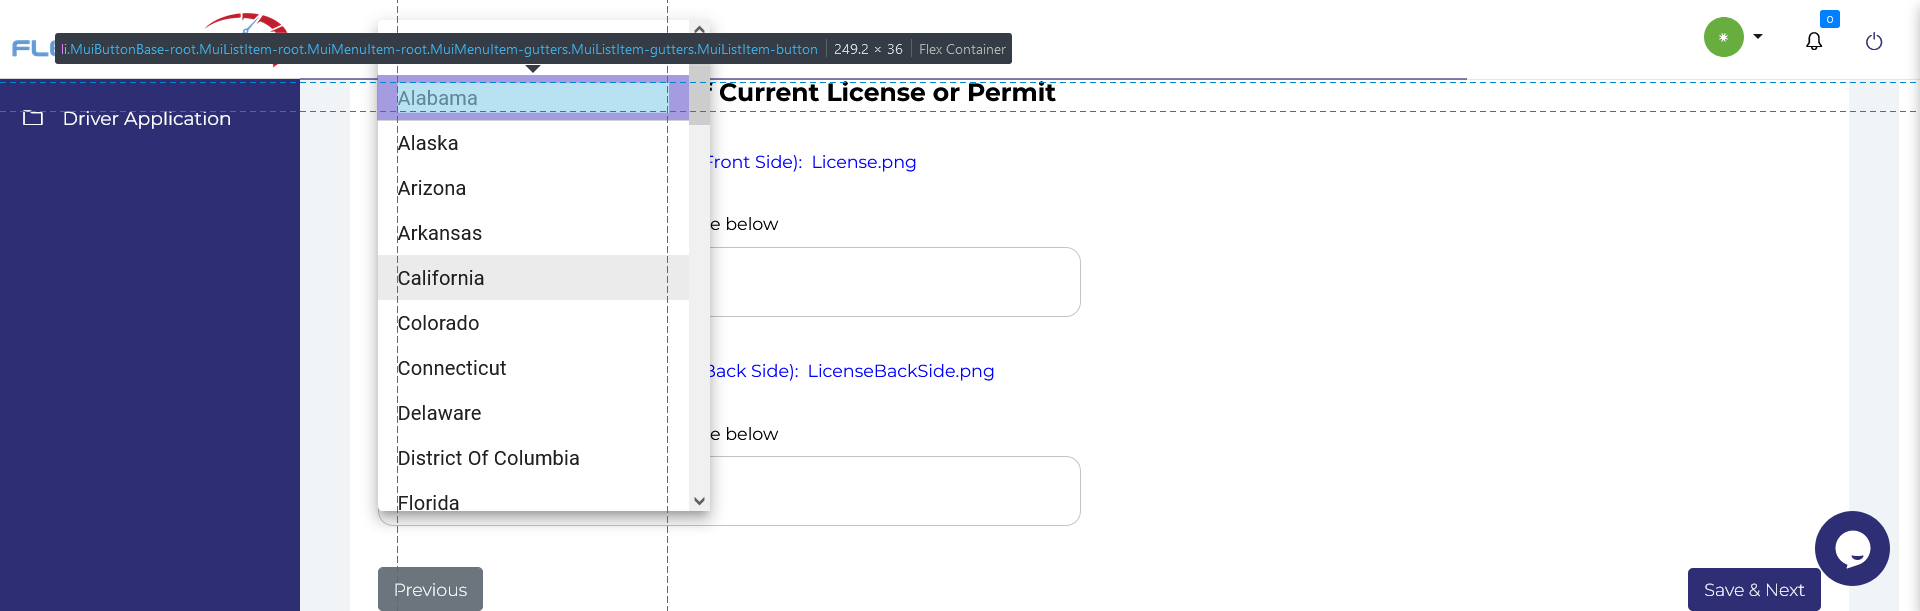 FLE
0
li.MuiButtonBase-root.MuiListItem-root.MuiMenuItem-root.MuiMenuItem-gutters.MuiListItem-gutters.MuiListItem-button 249.2 × 36 Flex Container
Driver Application
Alabama
Alaska
Arizona
Arkansas
California
Colorado
Connecticut
Delaware
District Of Columbia
Florida
Current License or Permit
Front Side): License.png
e below
Back Side): LicenseBackSide.png
e below
Previous
Save & Next